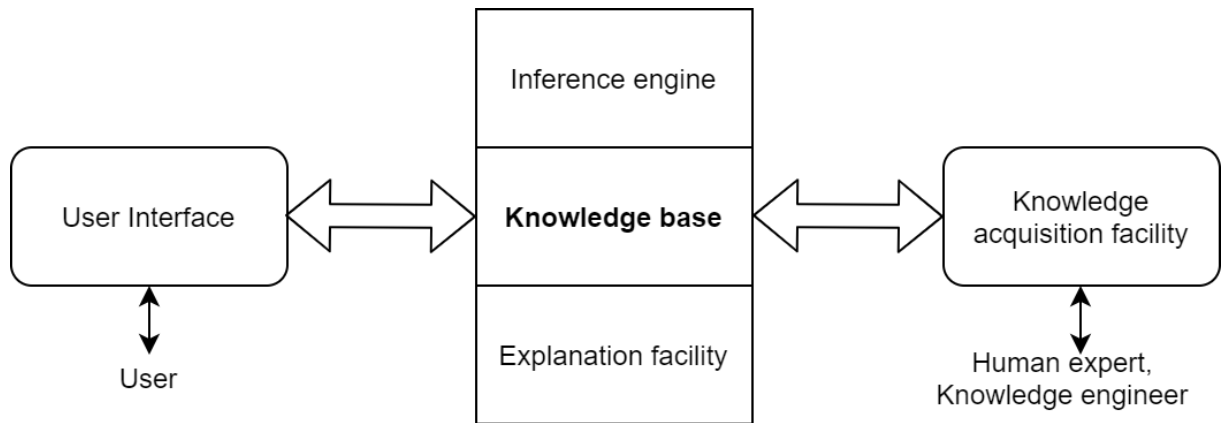 Inference engine
User Interface
Knowledge base
Knowledge
acquisition facility
Explanation facility
User
Human expert,
Knowledge engineer